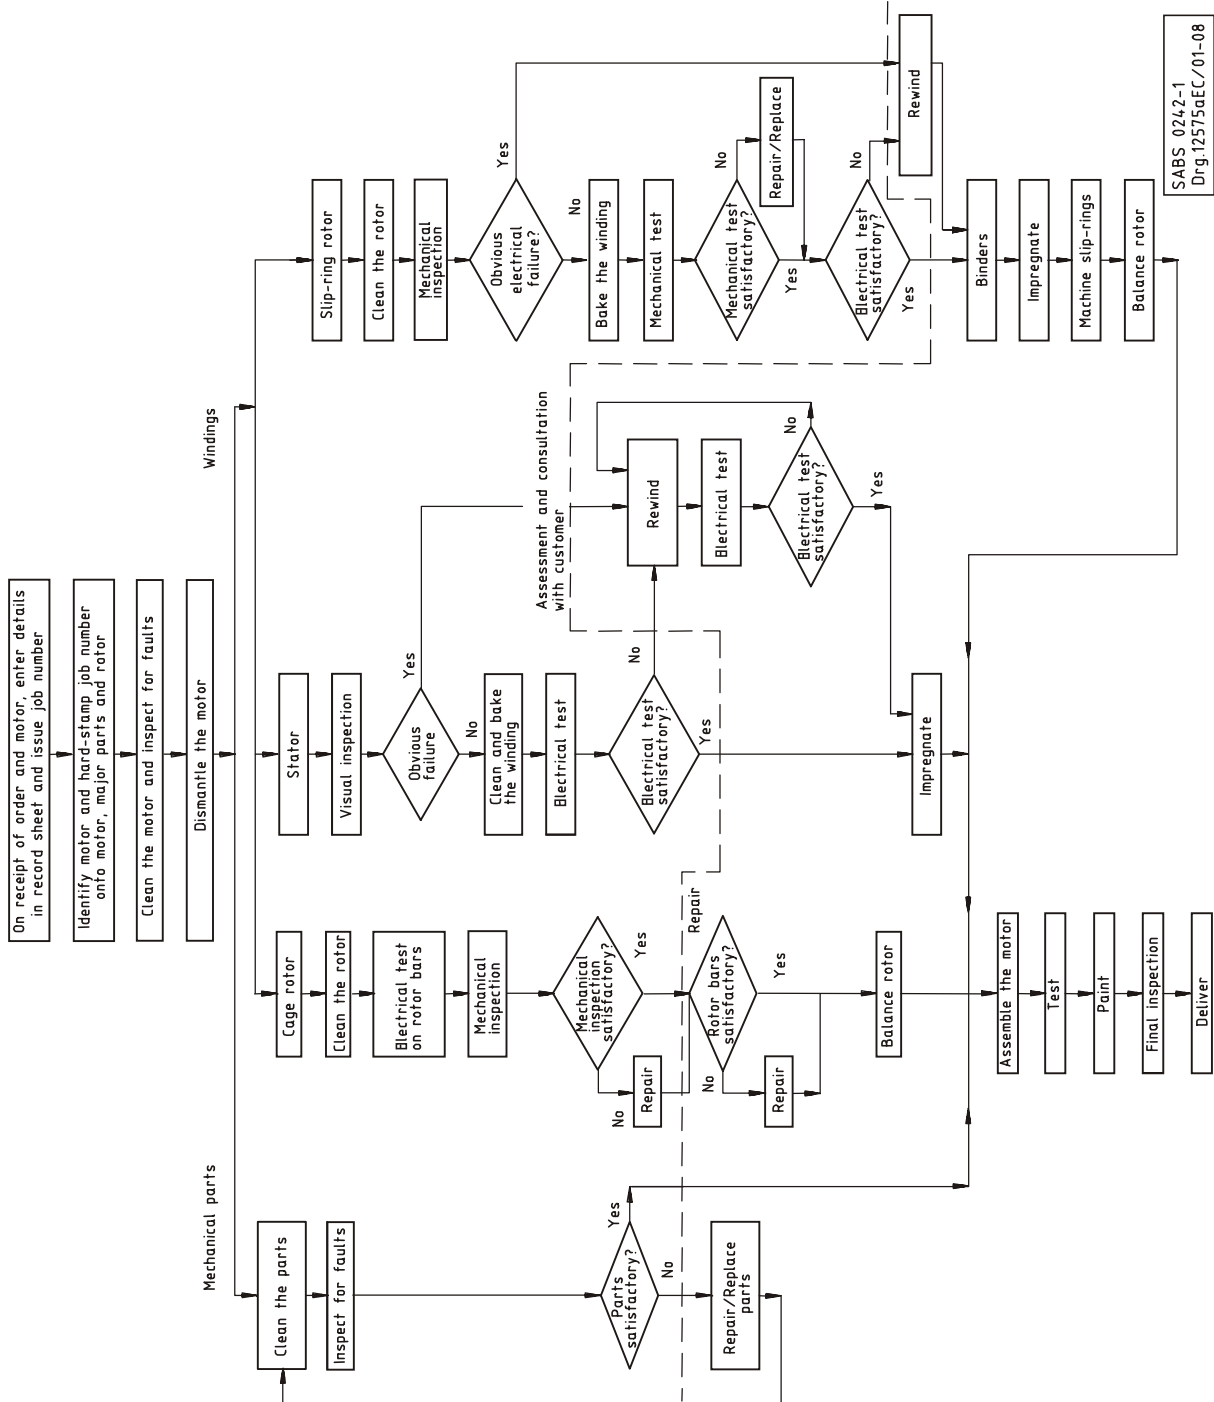 On receipt of order and motor, enter details
in record sheet and issue job number
Identify motor and hard-stamp job number
onto motor, major parts and rotor
Clean the motor and inspect for faults
Dismantle the motor
Mechanical parts
Windings
Clean the parts
Inspect for faults
Parts
satisfactory?
Yes
No
Repair/Replace
parts
Cage rotor
Clean the rotor
Blectrical test
on rotor bars
Mechanical
inspection
Mechanical
inspection
satisfactory?
Yes
No
Repair
Repair
Rotor bars
satisfactory?
Yes
No
Repair
Balance rotor
Stator
Visual inspection
Obvious
failure
Yes
No
Clean and bake
the winding
Blectrical test
Blectrical test
satisfactory?
No
Yes
Assessment and consultation
with customer
Rewind
Blectrical test
Blectrical test
satisfactory?
No
Yes
Impregnate
Slip-ring rotor
Clean the rotor
Mechanical
inspection
Obvious
electrical
failure?
Yes
No
Bake the winding
Mechanical test
Mechanical test
satisfactory?
No
Yes
Repair/Replace
Blectrical test
satisfactory?
No
Yes
Rewind
Binders
Impregnate
Machine slip-rings
Balance rotor
Assemble the motor
Test
Paint
Final inspection
Deliver
SABS 0242-1
Drg.12575aEC/01-08